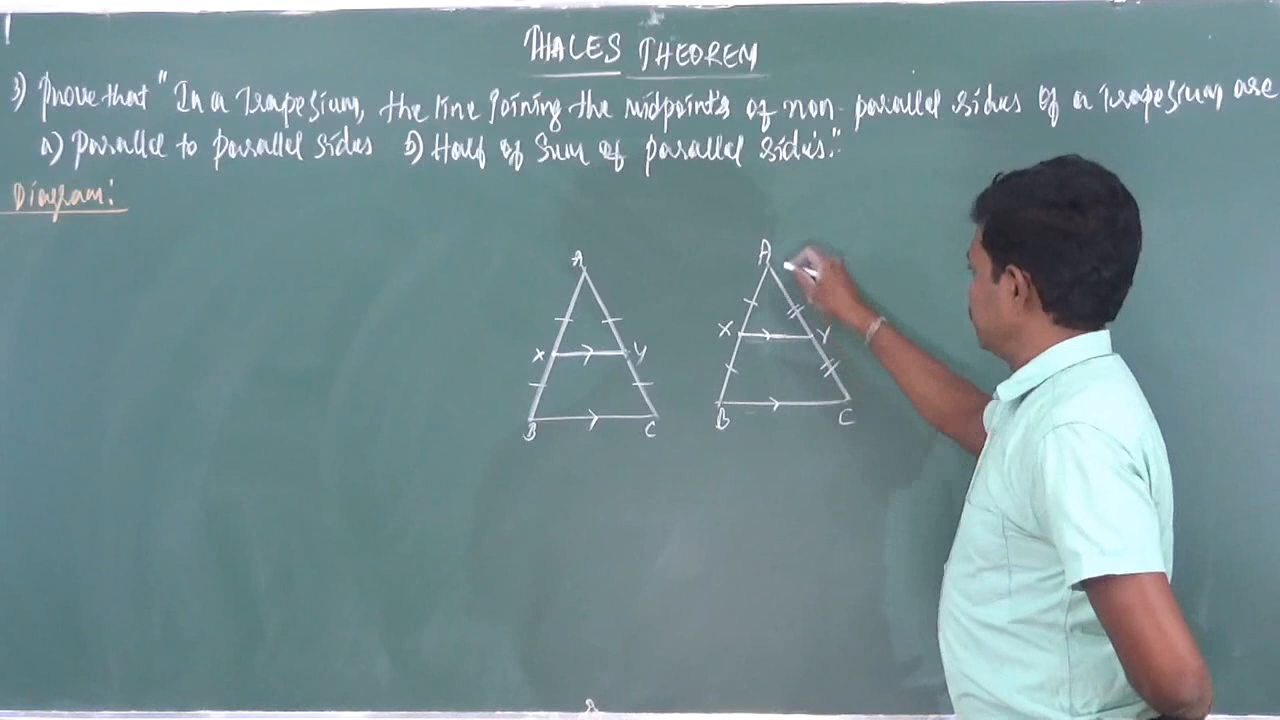 THALES THEOREM
3) Prove that "In a Trapezium, the line joining the midpoints of non-parallel sides of a Trapezium are
a) Parallel to parallel sides b) Half of Sum of parallel sides."
Diagram:
A
X Y
B C
A
X Y
B C